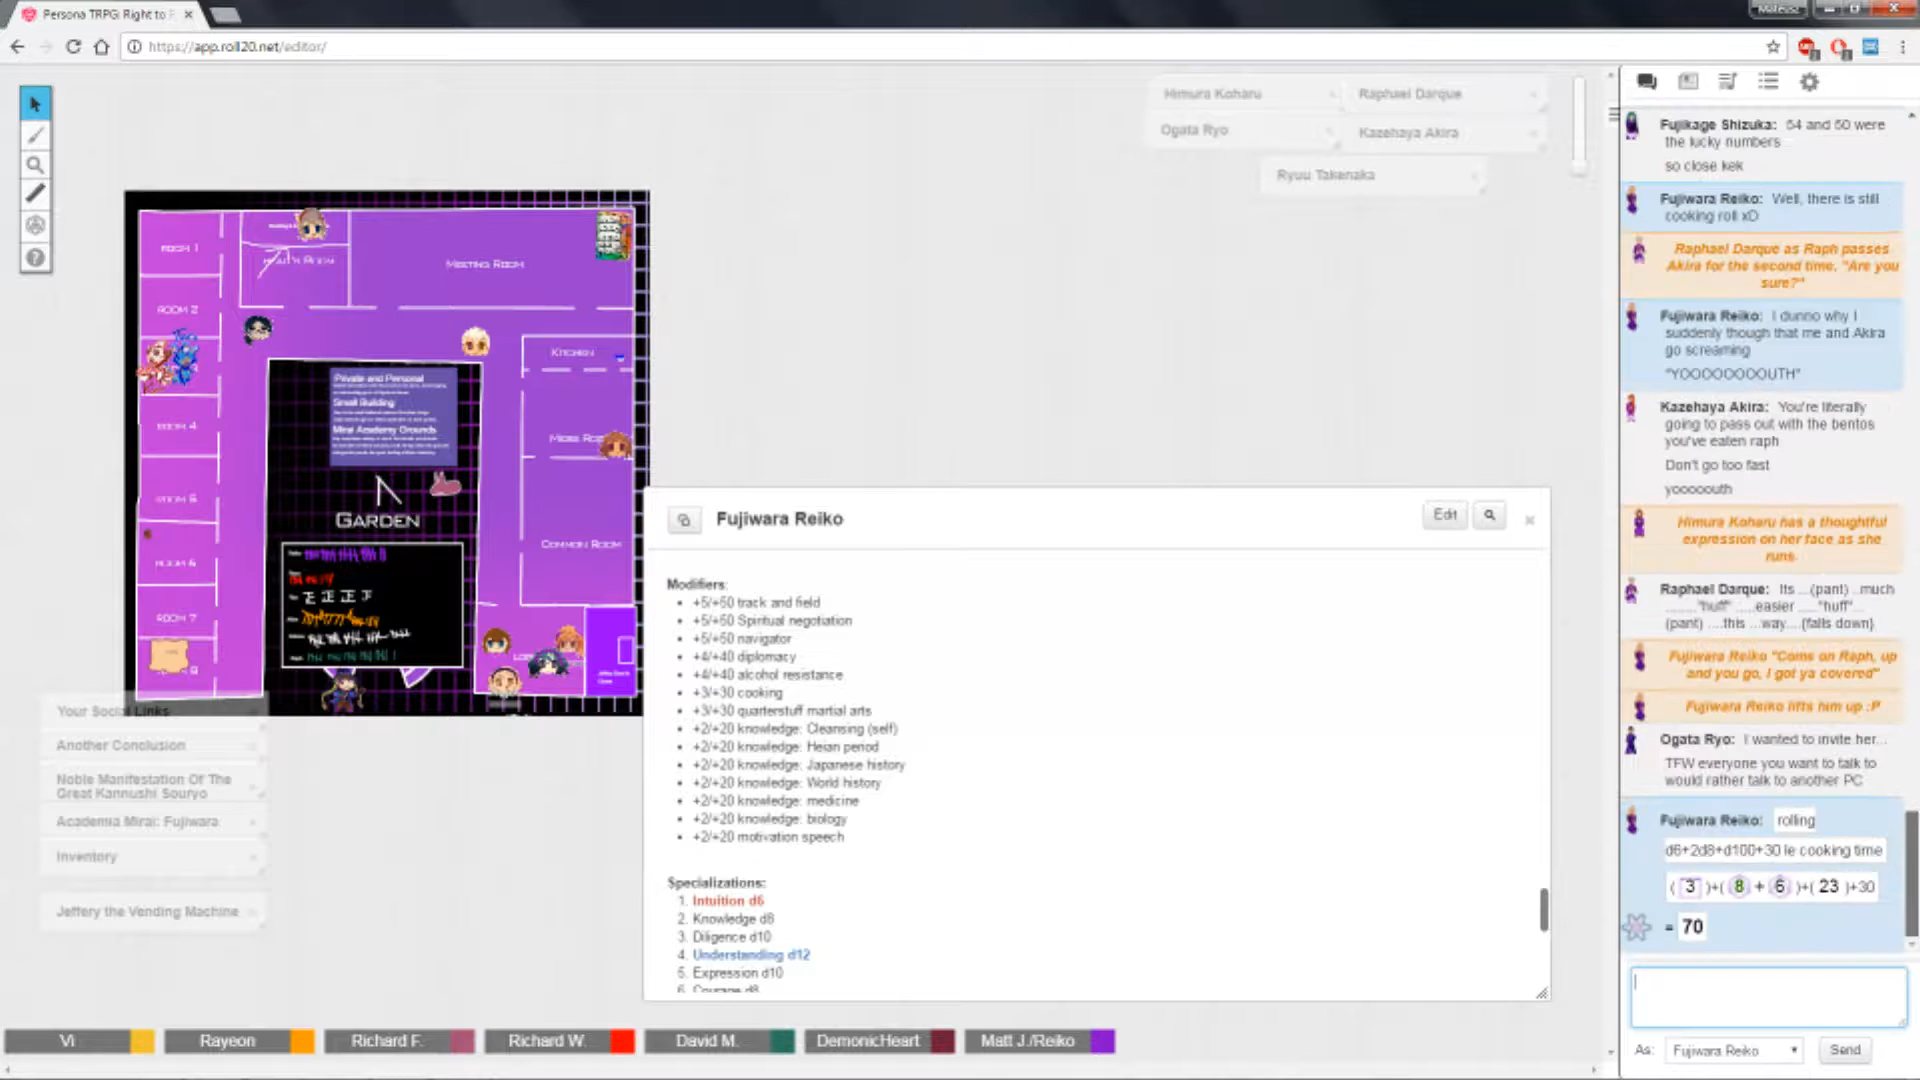 Persona TRPG: Right to F
Mateusz
https://app.roll20.net/editor/
Himura Koharu
Raphael Darque
Ogata Ryo
Kazehaya Akira
Ryuu Takenaka
ROOM 1
ROOM 2
ROOM 4
ROOM 5
ROOM 6
ROOM 7
MEETING ROOM
KITCHEN
COMMON ROOM
Private and Personal
Small Building
Mirai Academy Grounds
GARDEN
Your Social Links
Another Conclusion
Noble Manifestation Of The
Great Kannushi Souryo
Academia Mirai: Fujiwara
Inventory
Jeffery the Vending Machine
Fujiwara Reiko
Edit
Modifiers:
+5/+50 track and field
+5/+50 Spiritual negotiation
+5/+50 navigator
+4/+40 diplomacy
+4/+40 alcohol resistance
+3/+30 cooking
+3/+30 quarterstuff martial arts
+2/+20 knowledge: Cleansing (self)
+2/+20 knowledge: Heian period
+2/+20 knowledge: Japanese history
+2/+20 knowledge: World history
+2/+20 knowledge: medicine
+2/+20 knowledge: biology
+2/+20 motivation speech
Specializations:
1. Intuition d6
2. Knowledge d8
3. Diligence d10
4. Understanding d12
5. Expression d10
6. Courage d8
Fujikage Shizuka: 54 and 50 were
the lucky numbers
so close kek
Fujiwara Reiko: Well, there is still
cooking roll xD
Raphael Darque as Raph passes
Akira for the second time, "Are you
sure?"
Fujiwara Reiko: I dunno why I
suddenly though that me and Akira
go screaming
"YOOOOOOOOUTH"
Kazehaya Akira: You're literally
going to pass out with the bentos
you've eaten raph
Don't go too fast
yooooouth
Himura Koharu has a thoughtful
expression on her face as she
runs.
Raphael Darque: Its ...(pant) ..much
........"huff" .....easier ...."huff"...
(pant) ....this ...way....(falls down)
Fujiwara Reiko "Coms on Raph, up
and you go, I got ya covered"
Fujiwara Reiko lifts him up :P
Ogata Ryo: I wanted to invite her...
TFW everyone you want to talk to
would rather talk to another PC
Fujiwara Reiko: rolling
d6+2d8+d100+30 le cooking time
(3)+(8+6)+(23)+30
= 70
As: Fujiwara Reiko
Send
Vi
Rayeon
Richard F.
Richard W.
David M.
DemonicHeart
Matt J./Reiko